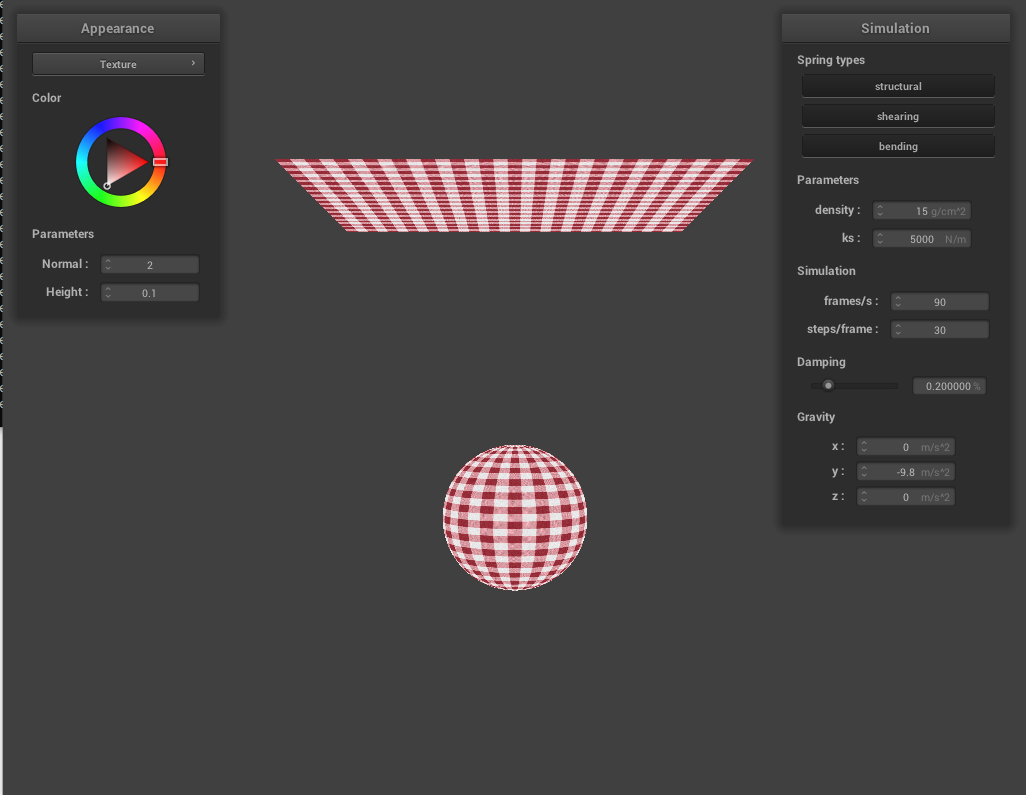 Appearance
Texture ›
Color
Parameters
Normal : 2
Height : 0.1
Simulation
Spring types
structural
shearing
bending
Parameters
density : 15 g/cm^2
ks : 5000 N/m
Simulation
frames/s : 90
steps/frame : 30
Damping
0.200000 %
Gravity
x : 0 m/s^2
y : -9.8 m/s^2
z : 0 m/s^2